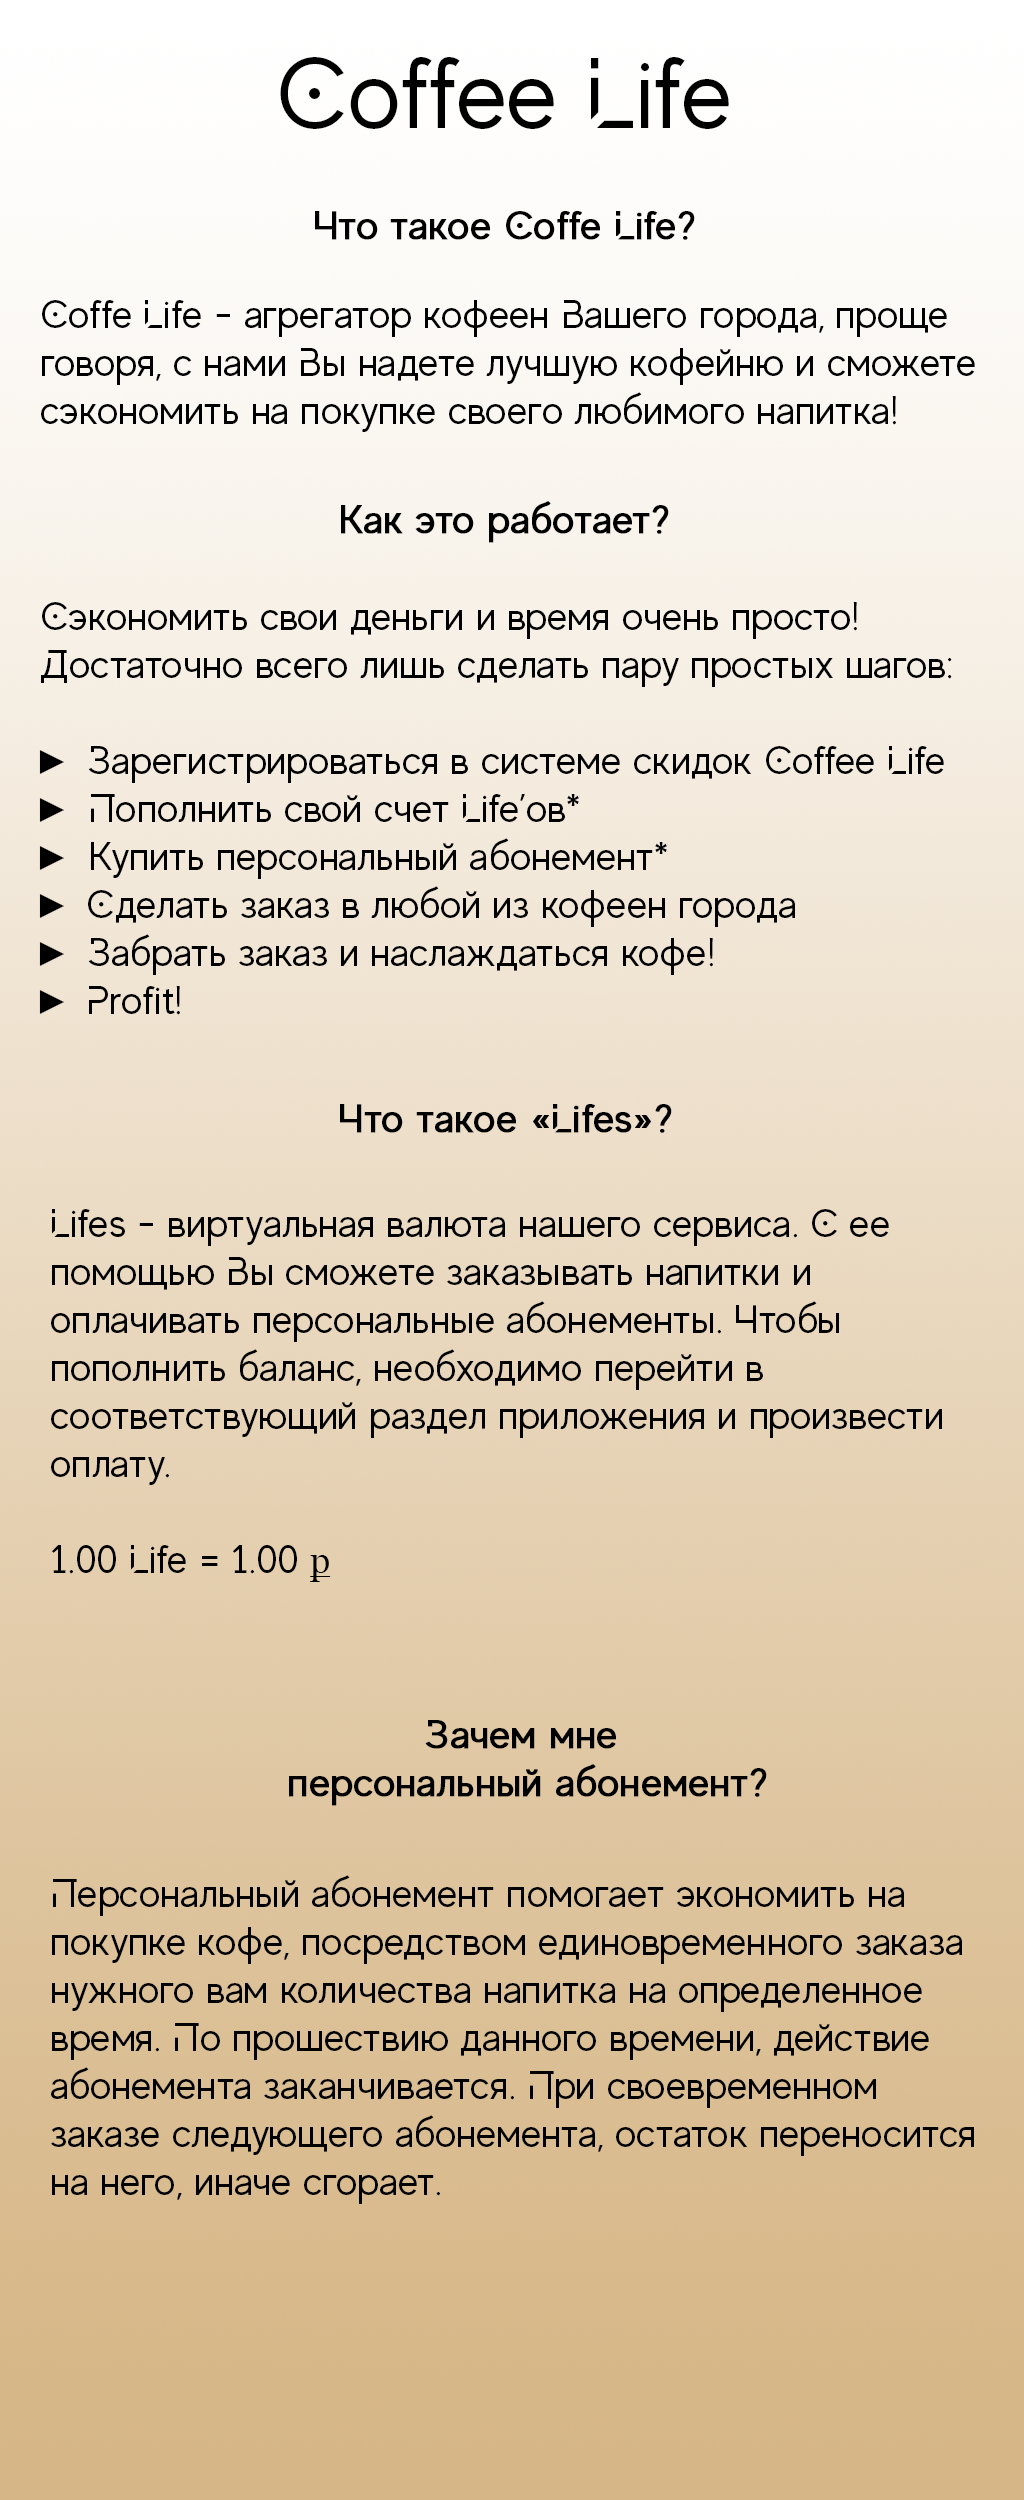 Coffee Life
Что такое Coffe Life?
Coffe Life - агрегатор кофеен Вашего города, проще
говоря, с нами Вы надете лучшую кофейню и сможете
сэкономить на покупке своего любимого напитка!
Как это работает?
Сэкономить свои деньги и время очень просто!
Достаточно всего лишь сделать пару простых шагов:
► Зарегистрироваться в системе скидок Coffee Life
► Пополнить свой счет Life’ов*
► Купить персональный абонемент*
► Сделать заказ в любой из кофеен города
► Забрать заказ и наслаждаться кофе!
► Profit!
Что такое «Lifes»?
Lifes - виртуальная валюта нашего сервиса. С ее
помощью Вы сможете заказывать напитки и
оплачивать персональные абонементы. Чтобы
пополнить баланс, необходимо перейти в
соответствующий раздел приложения и произвести
оплату.
1.00 Life = 1.00 р
Зачем мне
персональный абонемент?
Персональный абонемент помогает экономить на
покупке кофе, посредством единовременного заказа
нужного вам количества напитка на определенное
время. По прошествию данного времени, действие
абонемента заканчивается. При своевременном
заказе следующего абонемента, остаток переносится
на него, иначе сгорает.